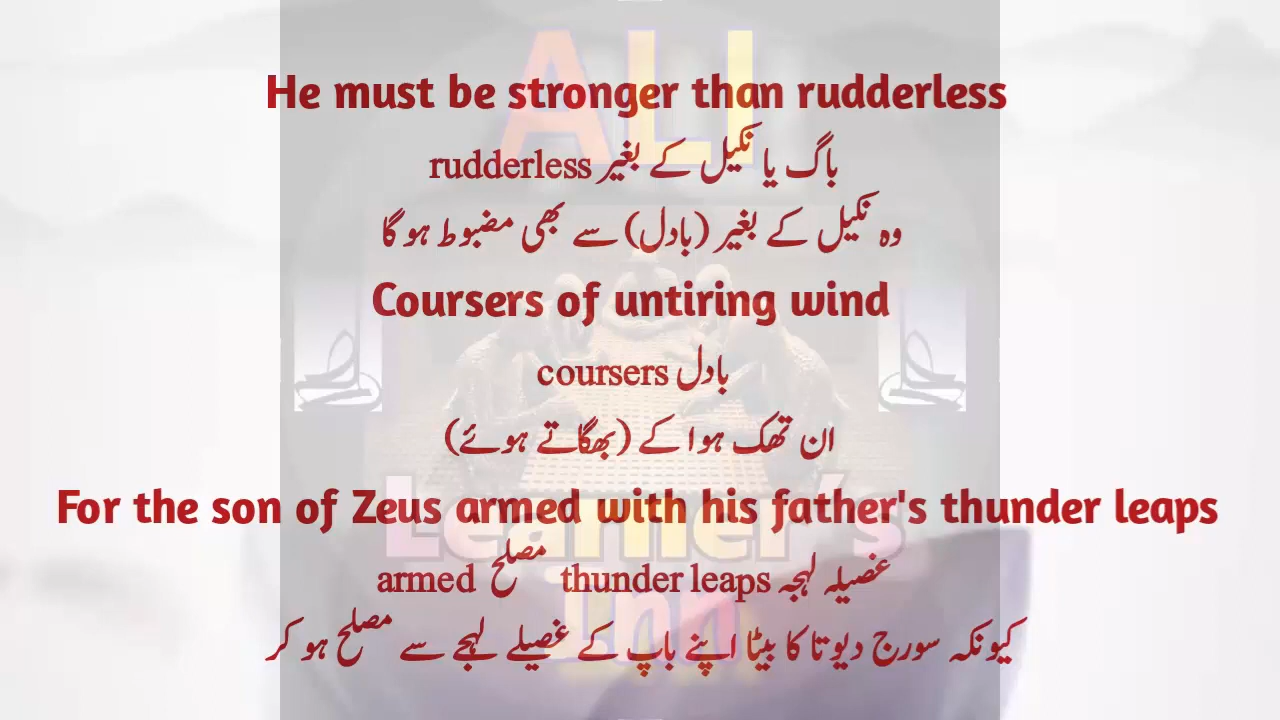 ALI
He must be stronger than rudderless
باگ یا نکیل کے بغیر rudderless
وہ نکیل کے بغیر (بادل) سے بھی مضبوط ہو گا
Coursers of untiring wind
بادل coursers
ان تھک ہوا کے (بھگاتے ہوئے)
For the son of Zeus armed with his father's thunder leaps
Learner's
غصیلہ لہجہ thunder leaps مصلح armed
Inn
کیونکہ سورج دیوتا کا بیٹا اپنے باپ کے غصیلے لہجے سے مصلح ہو کر